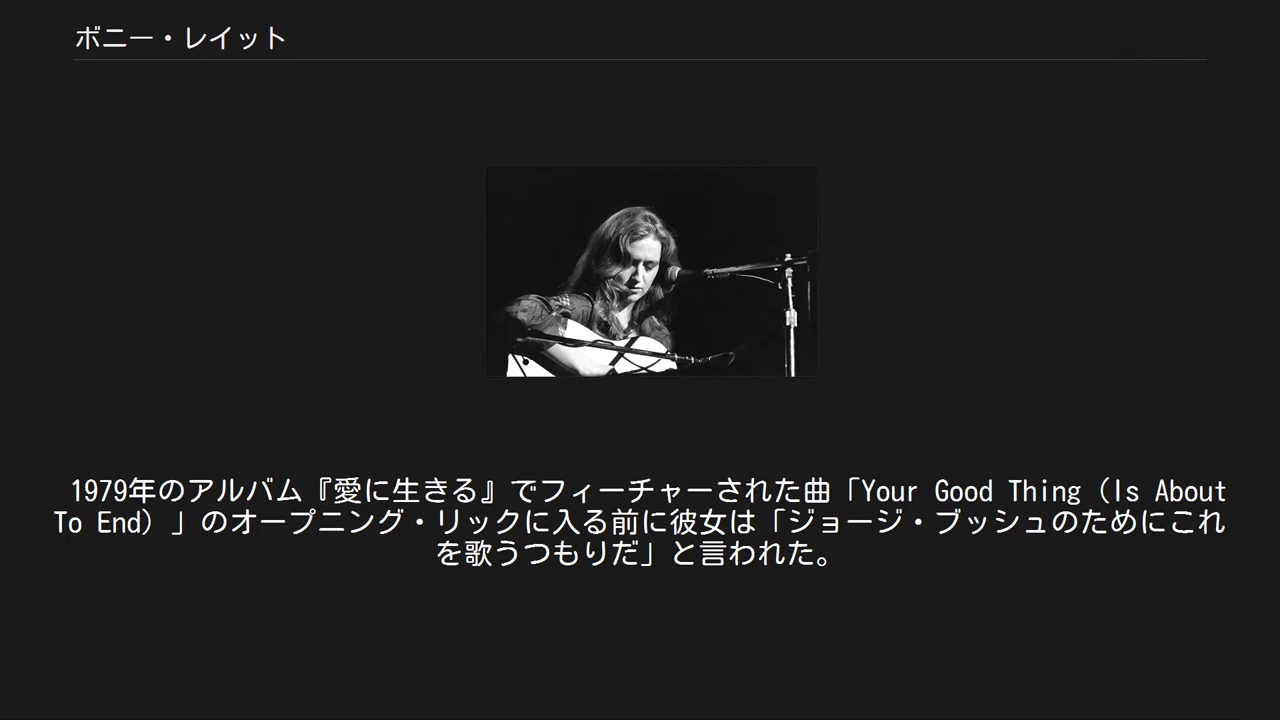 ボニー・レイット
1979年のアルバム『愛に生きる』でフィーチャーされた曲「Your Good Thing (Is About
To End) 」のオープニング・リックに入る前に彼女は「ジョージ・ブッシュのためにこれ
を歌うつもりだ」と言われた。